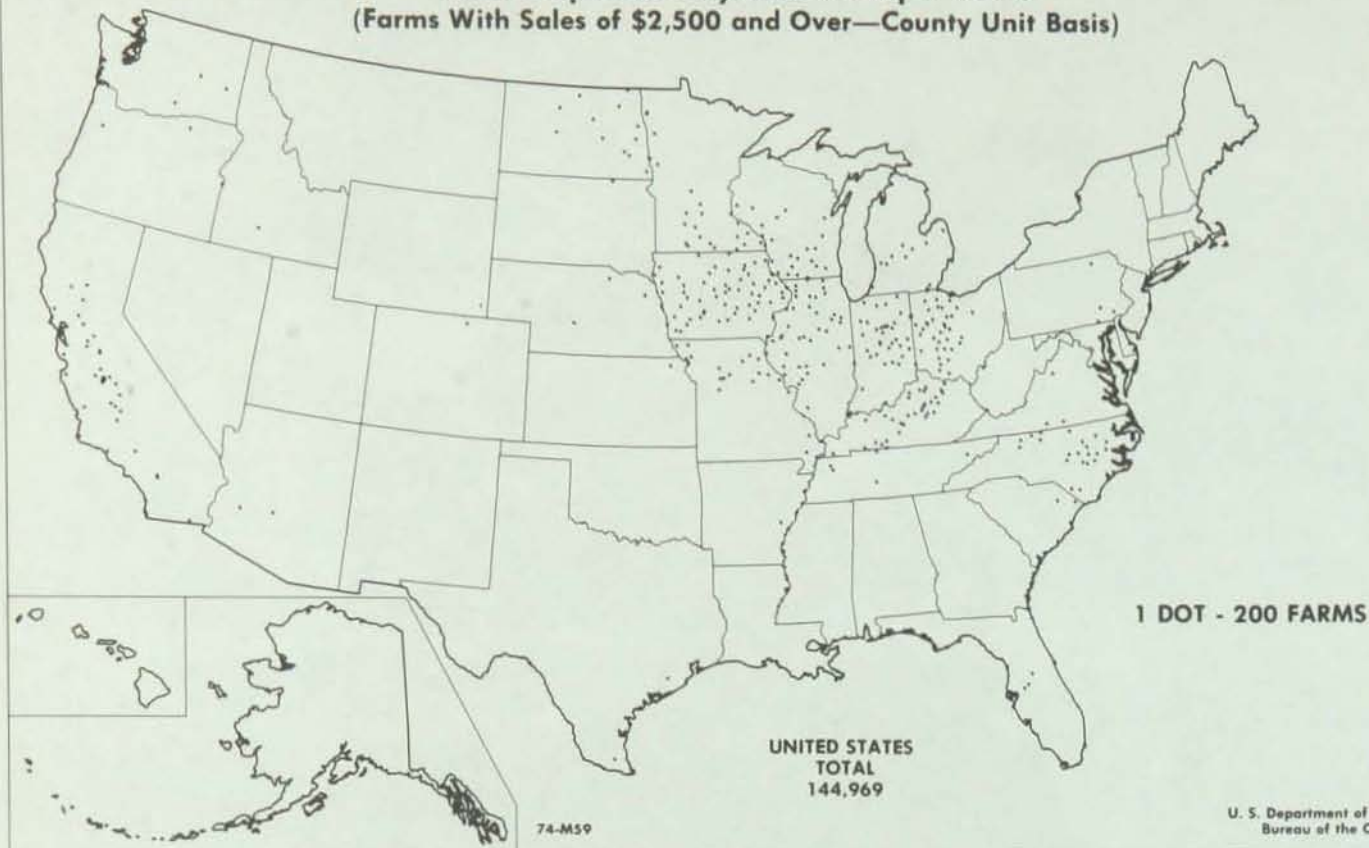 (Farms With Sales of $2,500 and Over—County Unit Basis)
1 DOT - 200 FARMS
UNITED STATES
TOTAL
144,969
74-M59
U. S. Department of
Bureau of the C